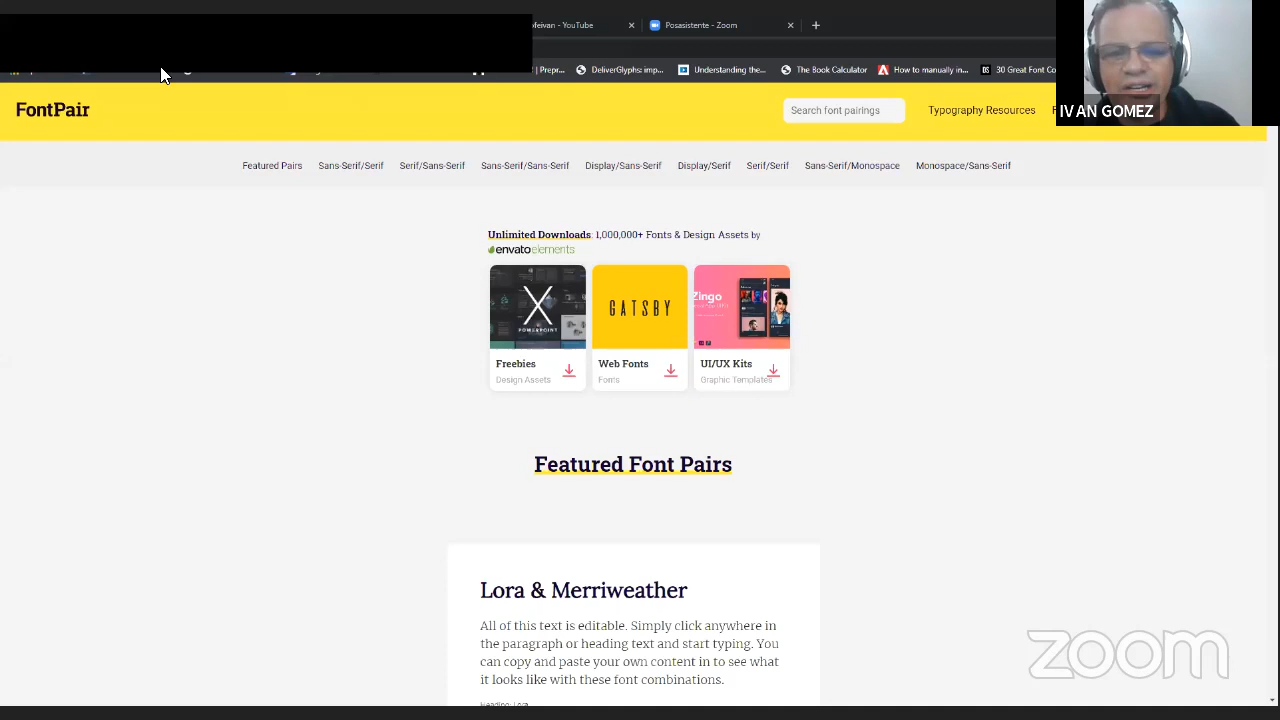 ofeivan - YouTube
Posasistente - Zoom
| Prepr...
DeliverGlyphs: imp...
Understanding the...
The Book Calculator
How to manually in...
30 Great Font Co
IVAN GOMEZ
FontPair
Search font pairings
Typography Resources
Featured Pairs
Sans-Serif/Serif
Serif/Sans-Serif
Sans-Serif/Sans-Serif
Display/Sans-Serif
Display/Serif
Serif/Serif
Sans-Serif/Monospace
Monospace/Sans-Serif
Unlimited Downloads: 1,000,000+ Fonts & Design Assets by
envatoelements
POWERPOINT
GATSBY
Zingo
Freebies
Design Assets
Web Fonts
Fonts
UI/UX Kits
Graphic Templates
Featured Font Pairs
Lora & Merriweather
All of this text is editable. Simply click anywhere in
the paragraph or heading text and start typing. You
can copy and paste your own content in to see what
it looks like with these font combinations.
Heading: Lora
zoom